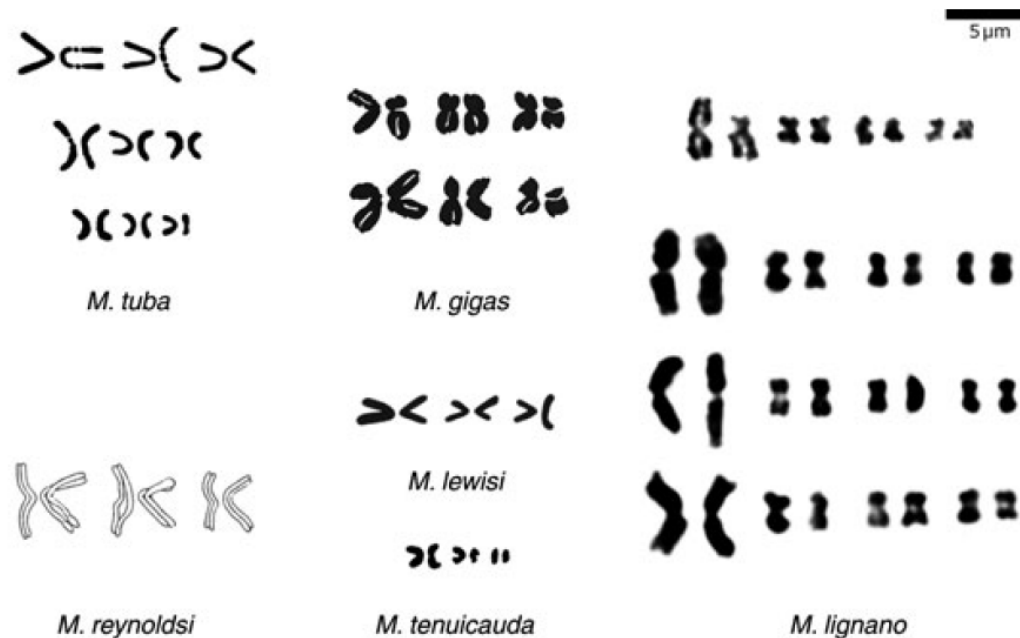 5 µm
M. tuba
M. gigas
M. lewisi
M. reynoldsi
M. tenuicauda
M. lignano